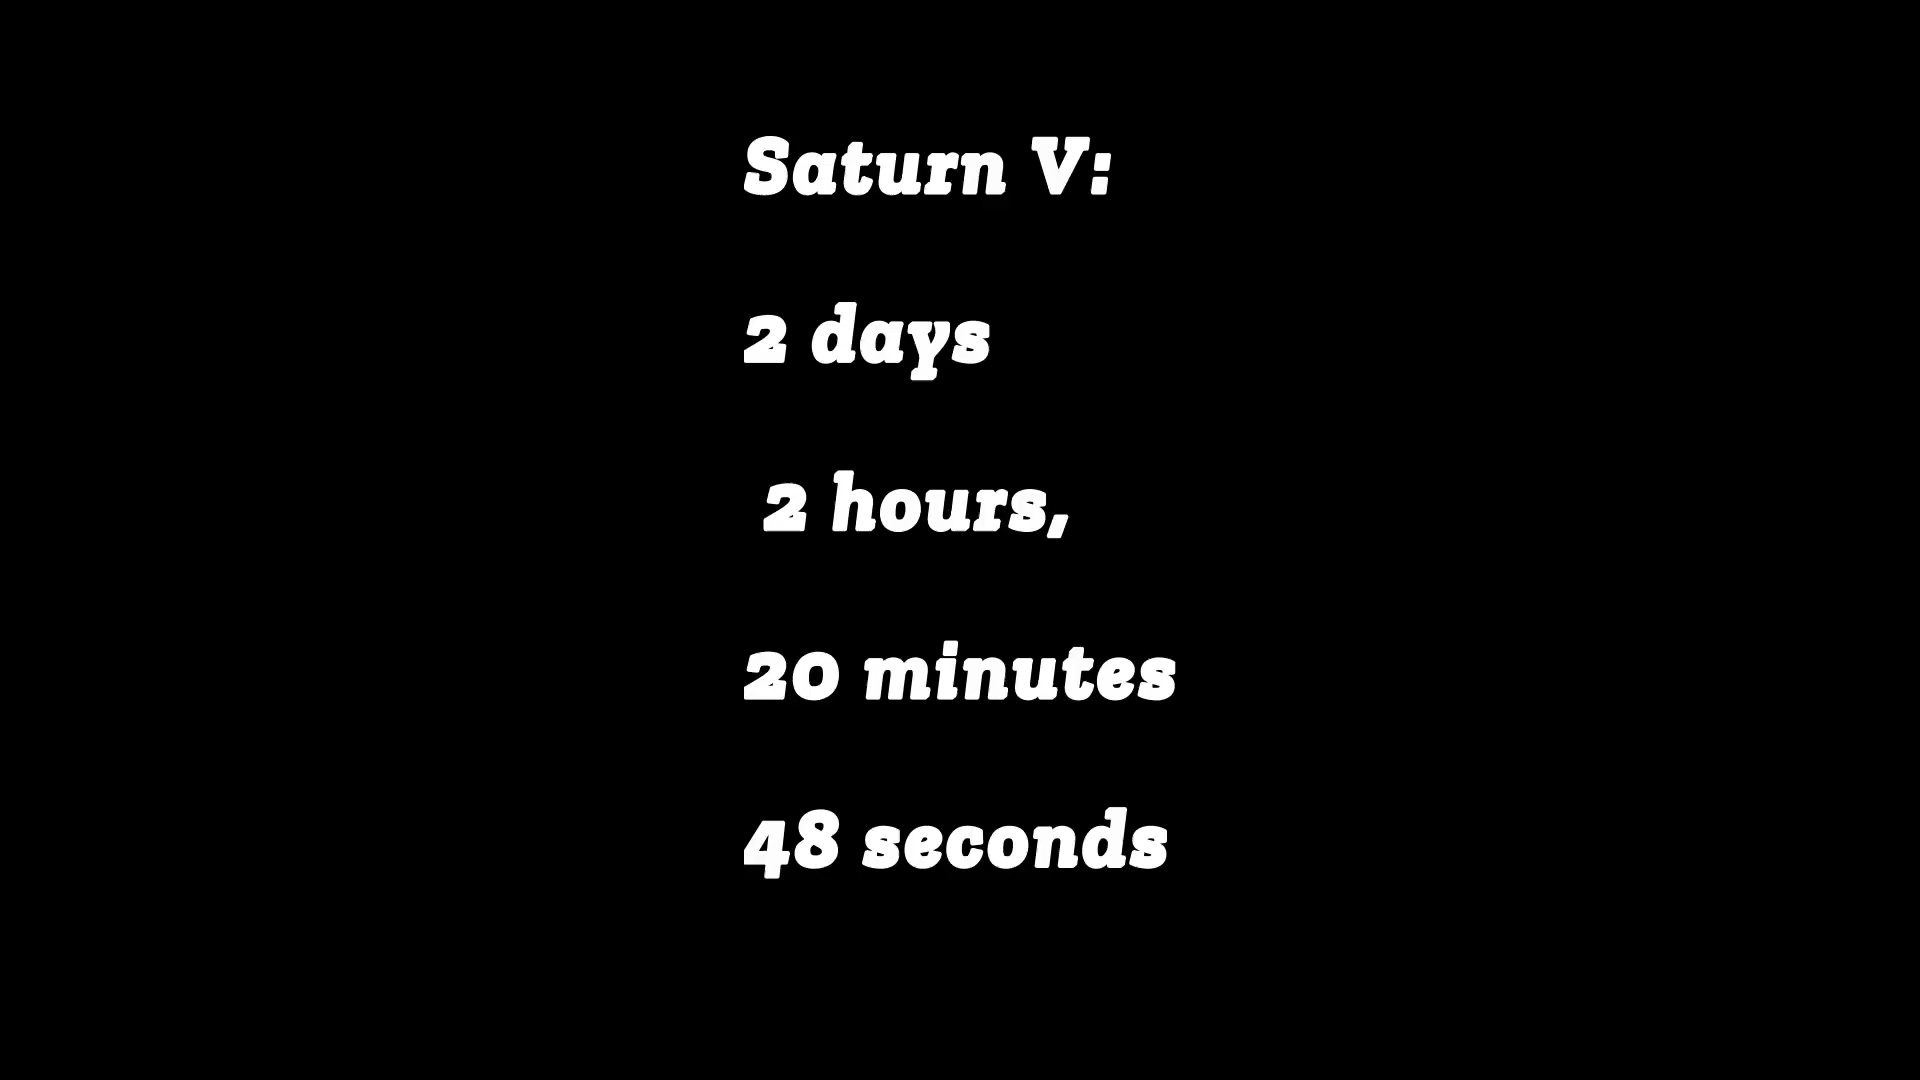 Saturn V:
2 days
2 hours,
20 minutes
48 seconds